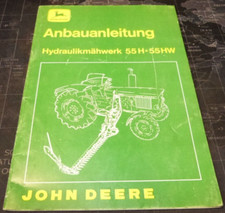 Anbauanleitung
Hydraulikmähwerk 55H+55HW
JOHN DEERE